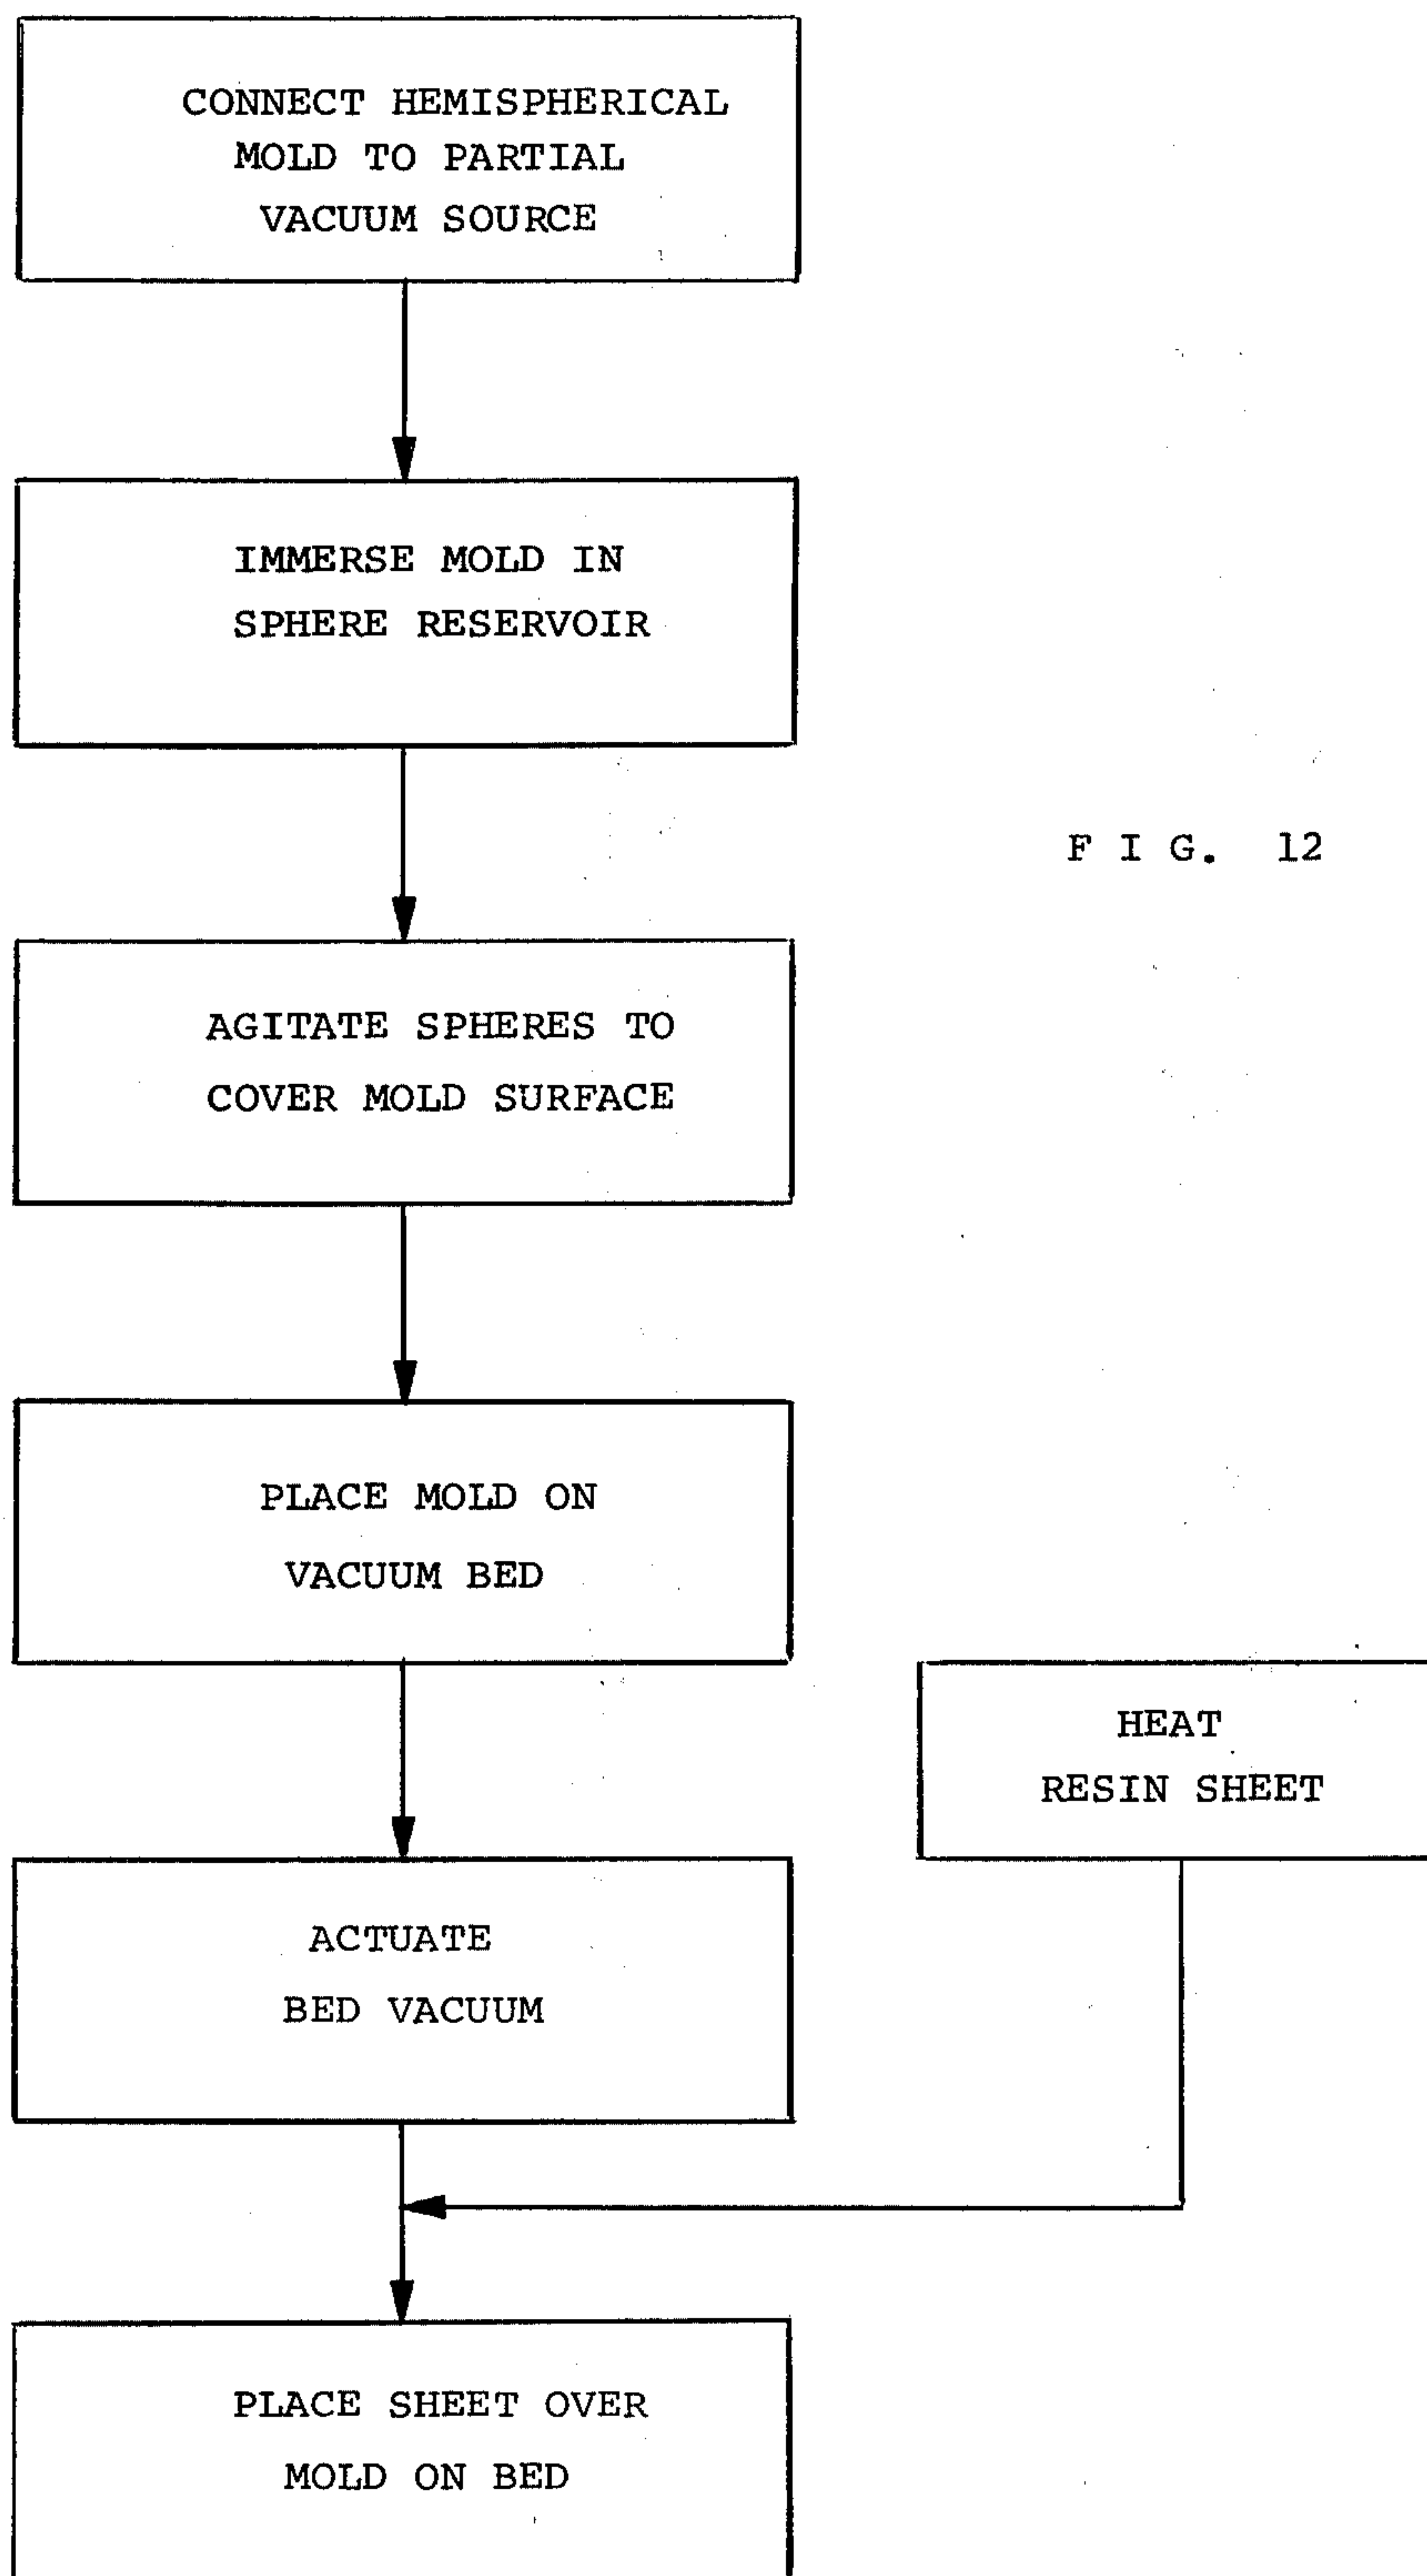 CONNECT HEMISPHERICAL
MOLD TO PARTIAL
VACUUM SOURCE
IMMERSE MOLD IN
SPHERE RESERVOIR
F I G. 12
AGITATE SPHERES TO
COVER MOLD SURFACE
PLACE MOLD ON
VACUUM BED
HEAT
RESIN SHEET
ACTUATE
BED VACUUM
PLACE SHEET OVER
MOLD ON BED